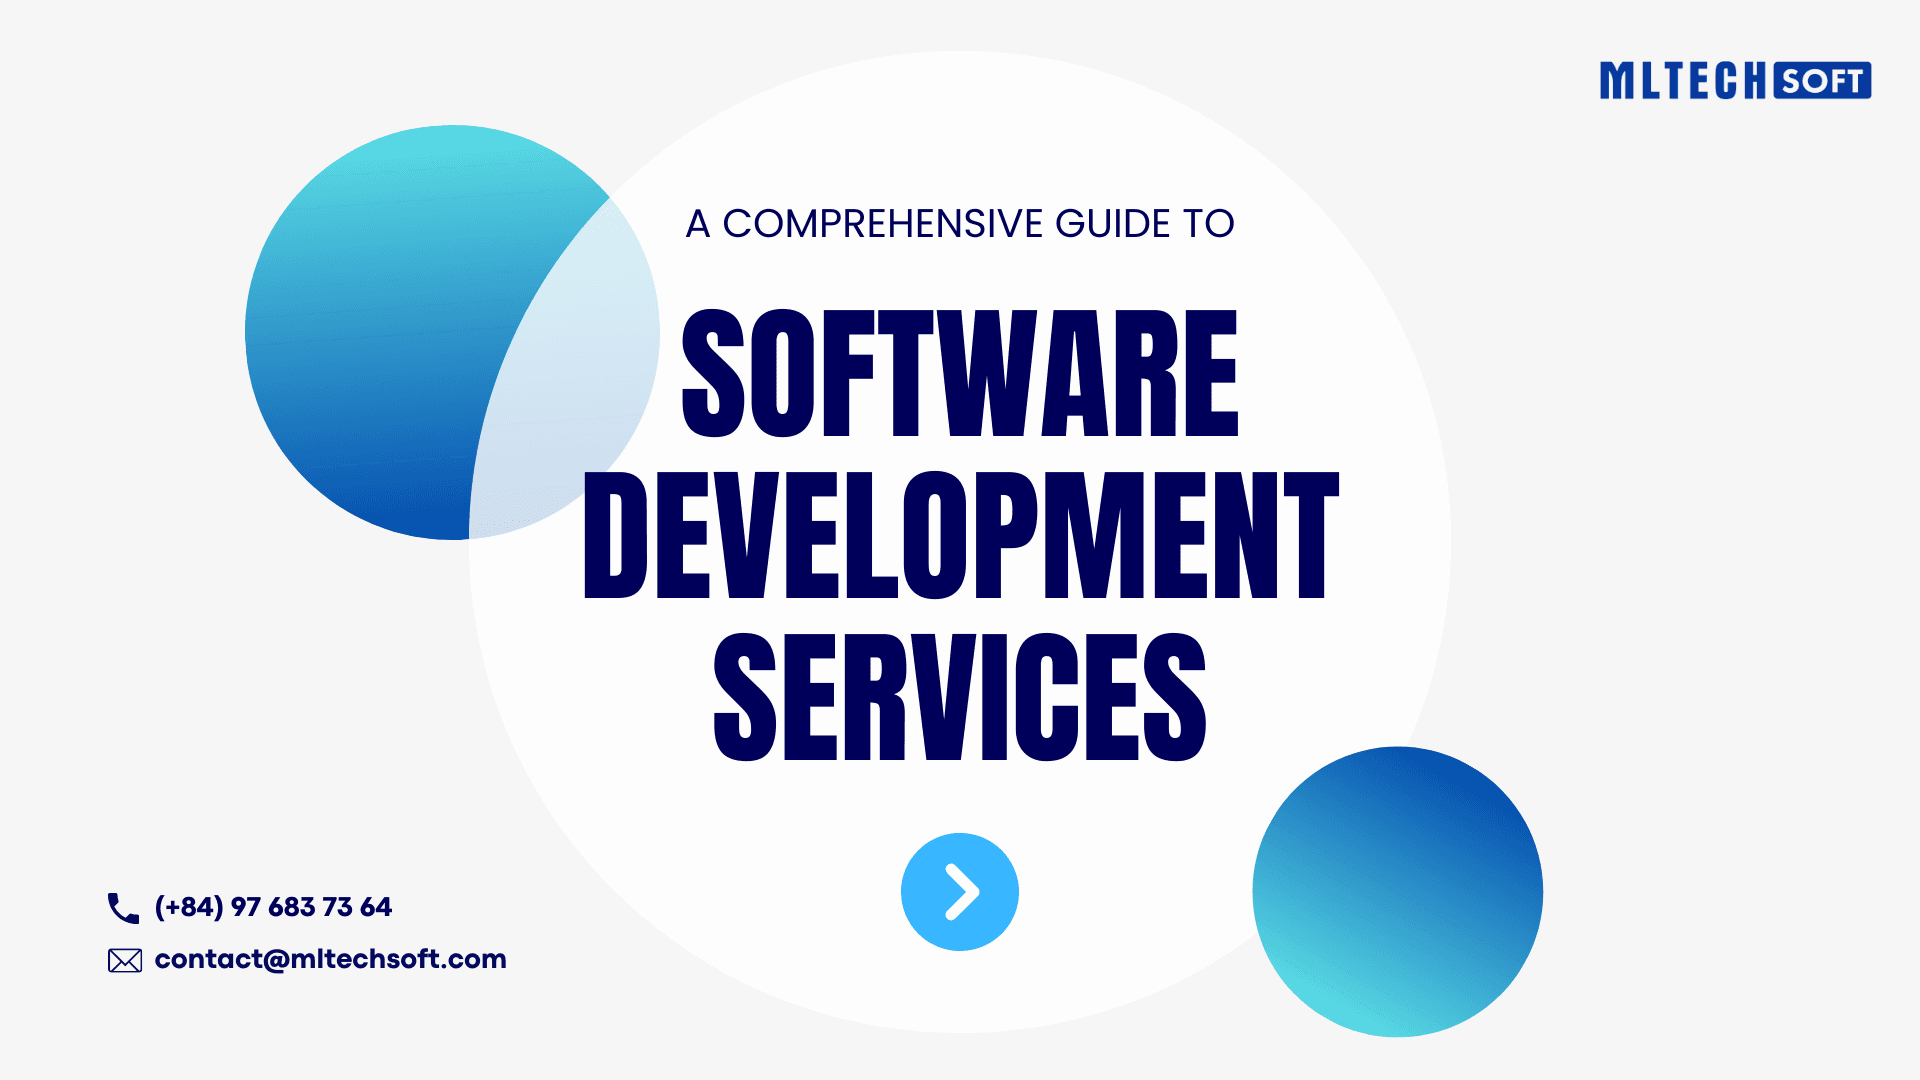 MLTECH SOFT
A COMPREHENSIVE GUIDE TO
SOFTWARE
DEVELOPMENT
SERVICES
(+84) 97 683 73 64
contact@mltechsoft.com